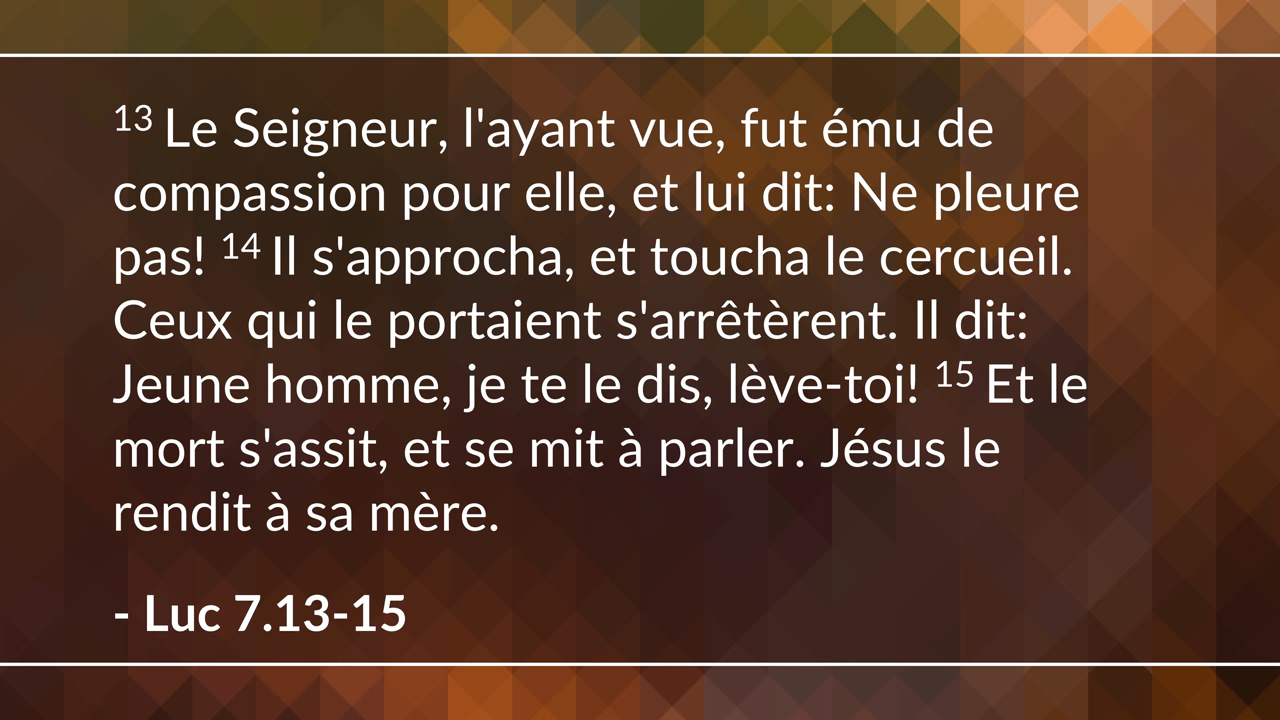 13 Le Seigneur, l'ayant vue, fut ému de
compassion pour elle, et lui dit: Ne pleure
pas! 14 Il s'approcha, et toucha le cercueil.
Ceux qui le portaient s'arrêtèrent. Il dit:
Jeune homme, je te le dis, lève-toi! 15 Et le
mort s'assit, et se mit à parler. Jésus le
rendit à sa mère.
- Luc 7.13-15